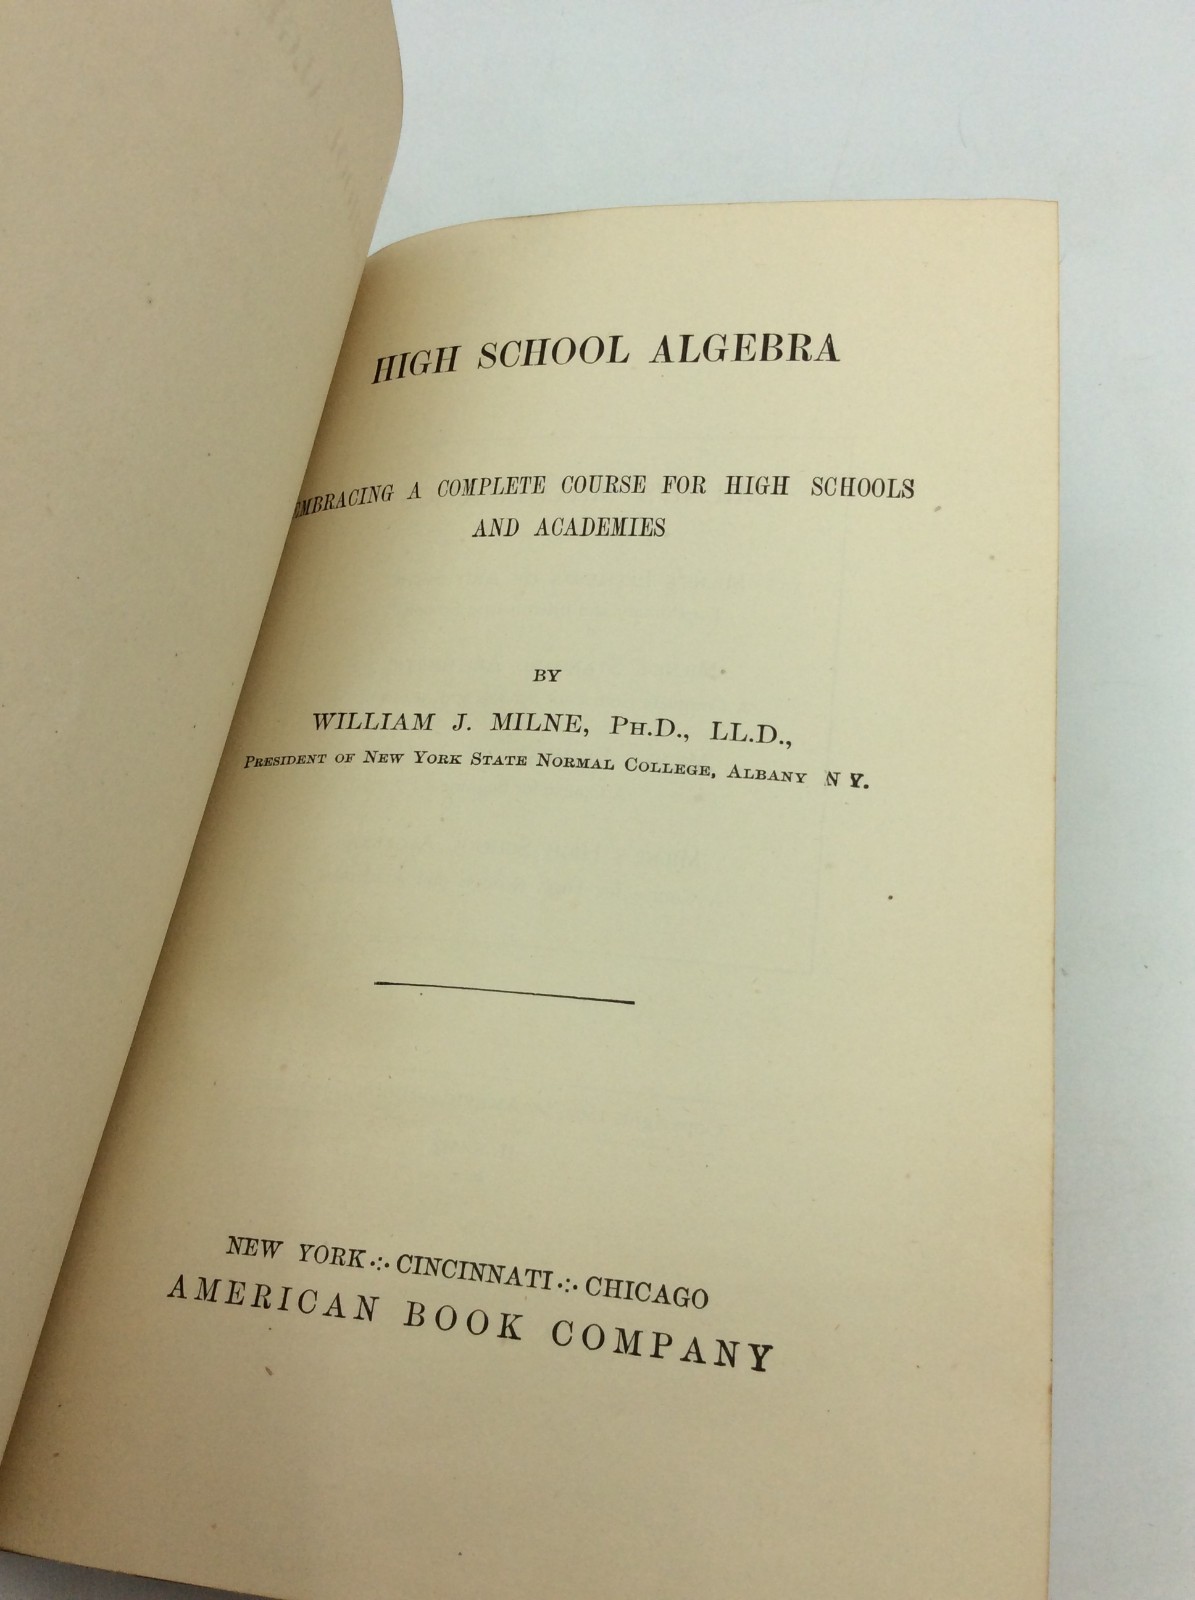 HIGH SCHOOL ALGEBRA
EMBRACING A COMPLETE COURSE FOR HIGH SCHOOLS
AND ACADEMIES
BY
WILLIAM J. MILNE, PH.D., LL.D.,
PRESIDENT OF NEW YORK STATE NORMAL COLLEGE, ALBANY N Y.
NEW YORK ·:· CINCINNATI ·:· CHICAGO
AMERICAN BOOK COMPANY